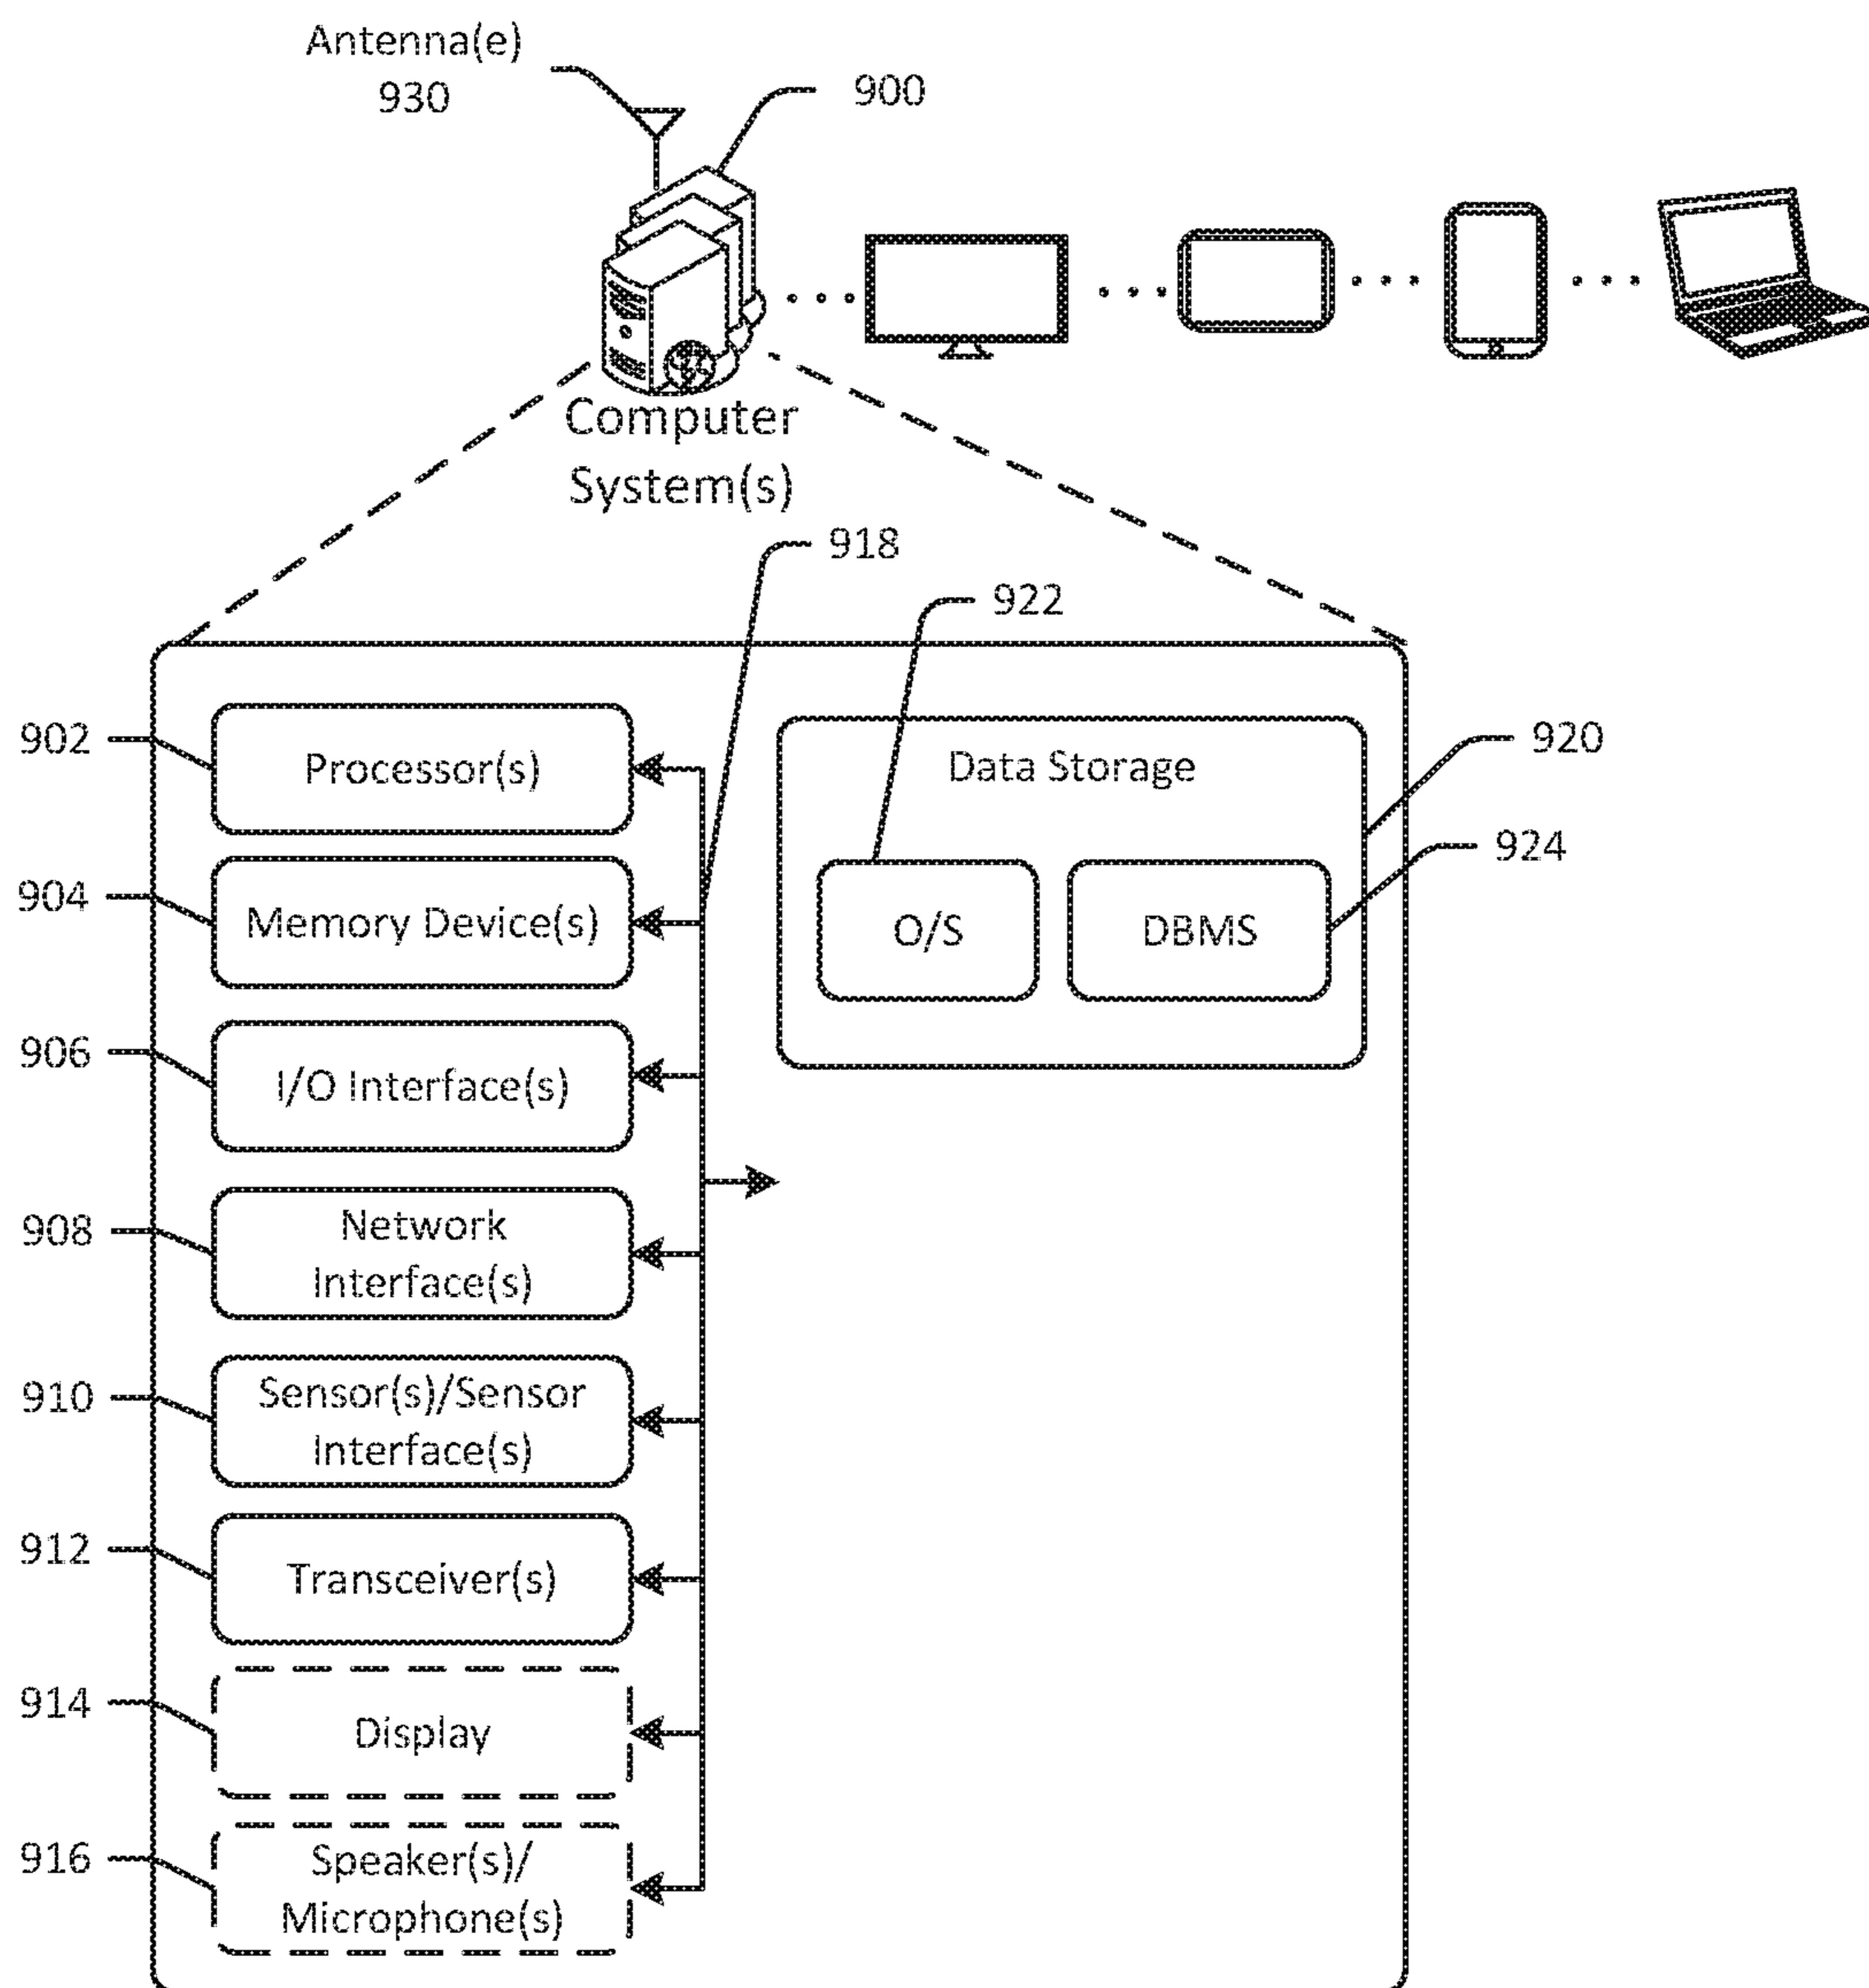 Antenna(e)
930
900
Computer
System(s)
918
922
902
Processor(s)
Data Storage
920
904
Memory Device(s)
O/S
DBMS
924
906
I/O Interface(s)
908
Network
Interface(s)
910
Sensor(s)/Sensor
Interface(s)
912
Transceiver(s)
914
Display
916
Speaker(s)/
Microphone(s)